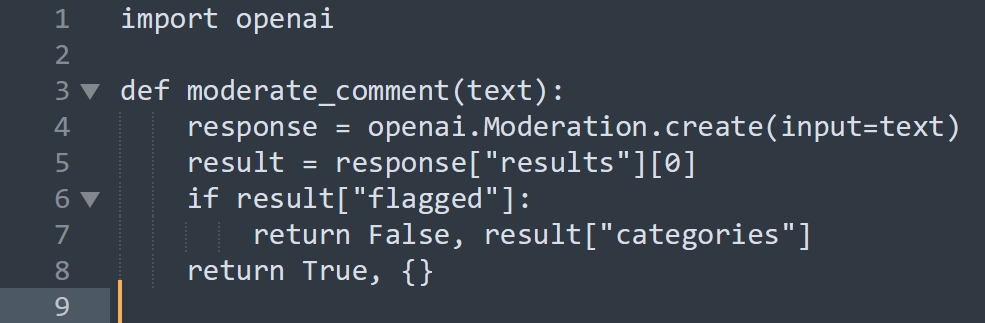 1 import openai
2
3 def moderate_comment(text):
4     response = openai.Moderation.create(input=text)
5     result = response["results"][0]
6     if result["flagged"]:
7         return False, result["categories"]
8     return True, {}
9